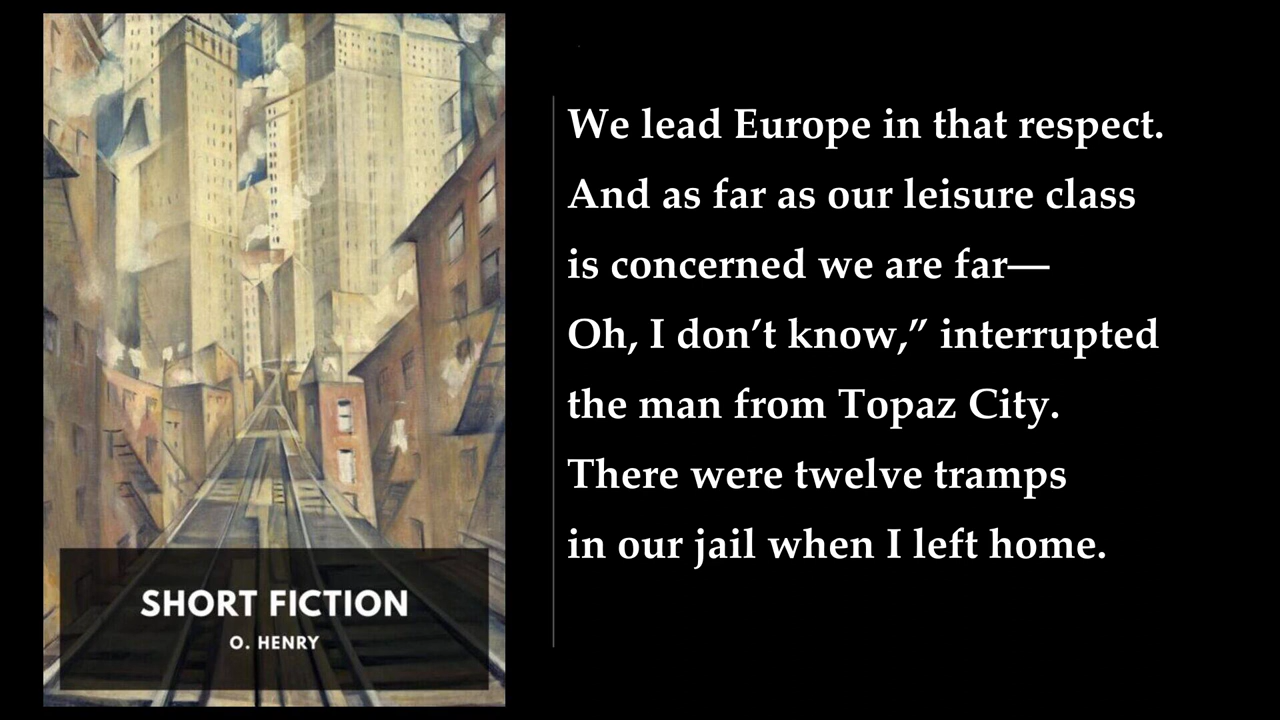 We lead Europe in that respect.
And as far as our leisure class
is concerned we are far—
Oh, I don’t know,” interrupted
the man from Topaz City.
There were twelve tramps
in our jail when I left home.
SHORT FICTION
O. HENRY